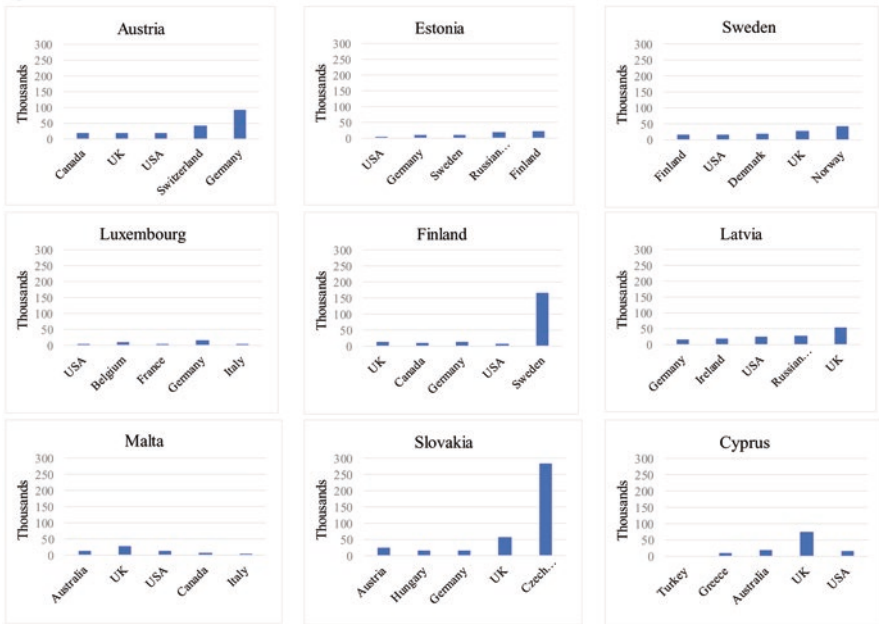 Austria
Thousands
300
250
200
150
100
50
0
Canada
UK
USA
Switzerland
Germany
Estonia
Thousands
300
250
200
150
100
50
0
USA
Germany
Sweden
Russian...
Finland
Sweden
Thousands
300
250
200
150
100
50
0
Finland
USA
Denmark
UK
Norway
Luxembourg
Thousands
300
250
200
150
100
50
0
USA
Belgium
France
Germany
Italy
Finland
Thousands
300
250
200
150
100
50
0
UK
Canada
Germany
USA
Sweden
Latvia
Thousands
300
250
200
150
100
50
0
Germany
Ireland
USA
Russian...
UK
Malta
Thousands
300
250
200
150
100
50
0
Australia
UK
USA
Canada
Italy
Slovakia
Thousands
300
250
200
150
100
50
0
Austria
Hungary
Germany
UK
Czech...
Cyprus
Thousands
300
250
200
150
100
50
0
Turkey
Greece
Australia
UK
USA